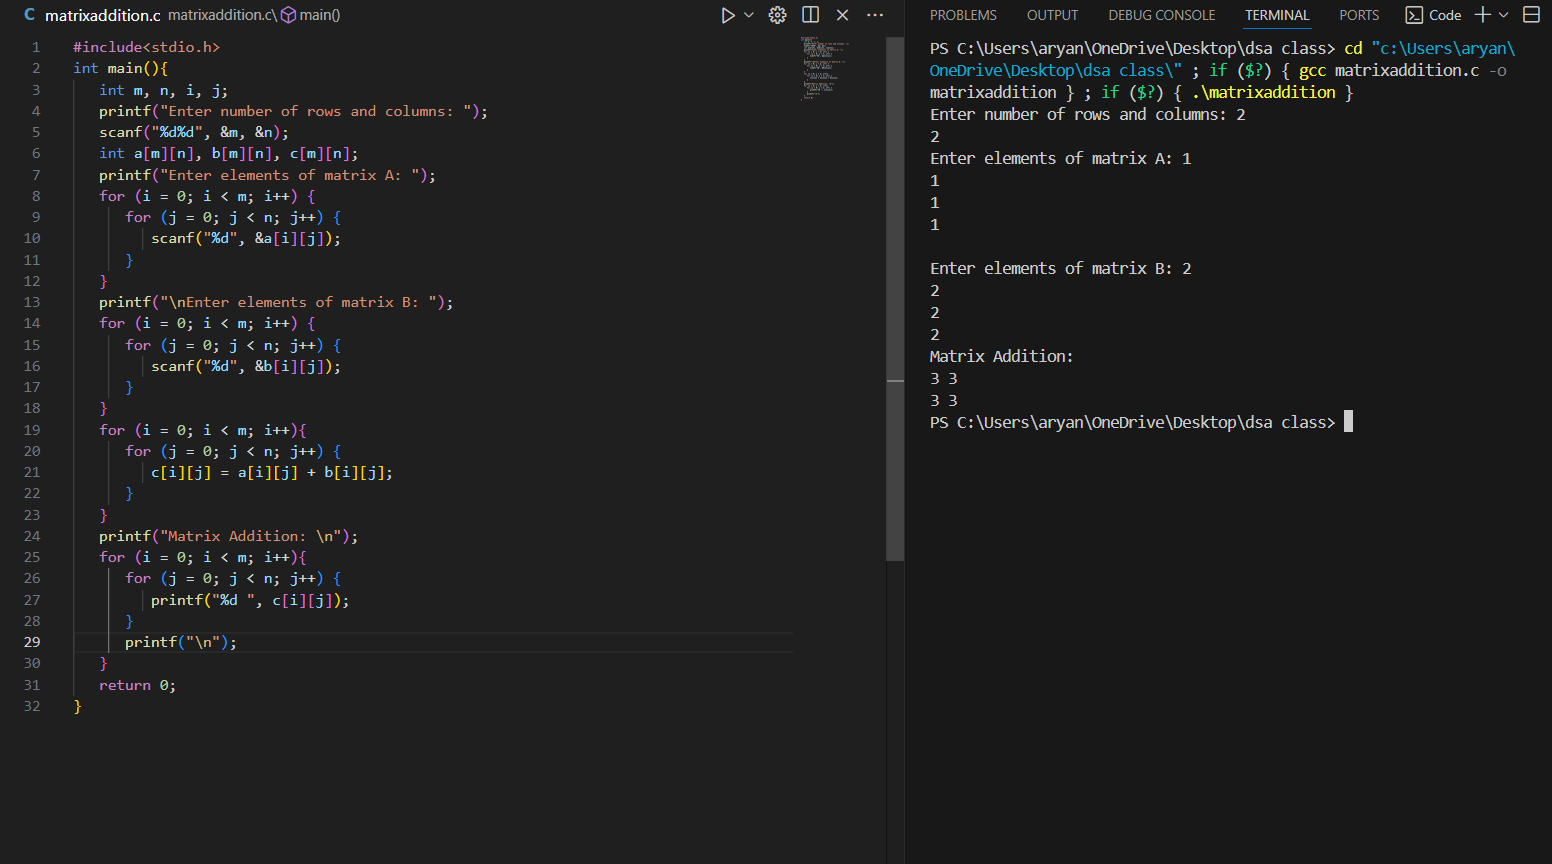 C matrixaddition.c matrixaddition.c\ main()
1 #include<stdio.h>
2 int main(){
3    int m, n, i, j;
4    printf("Enter number of rows and columns: ");
5    scanf("%d%d", &m, &n);
6    int a[m][n], b[m][n], c[m][n];
7    printf("Enter elements of matrix A: ");
8    for (i = 0; i < m; i++) {
9       for (j = 0; j < n; j++) {
10         scanf("%d", &a[i][j]);
11      }
12   }
13   printf("\nEnter elements of matrix B: ");
14   for (i = 0; i < m; i++) {
15      for (j = 0; j < n; j++) {
16         scanf("%d", &b[i][j]);
17      }
18   }
19   for (i = 0; i < m; i++){
20      for (j = 0; j < n; j++) {
21         c[i][j] = a[i][j] + b[i][j];
22      }
23   }
24   printf("Matrix Addition: \n");
25   for (i = 0; i < m; i++){
26      for (j = 0; j < n; j++) {
27         printf("%d ", c[i][j]);
28      }
29      printf("\n");
30   }
31   return 0;
32 }
PROBLEMS OUTPUT DEBUG CONSOLE TERMINAL PORTS Code
PS C:\Users\aryan\OneDrive\Desktop\dsa class> cd "c:\Users\aryan\
OneDrive\Desktop\dsa class\" ; if ($?) { gcc matrixaddition.c -o
matrixaddition } ; if ($?) { .\matrixaddition }
Enter number of rows and columns: 2
2
Enter elements of matrix A: 1
1
1
1
Enter elements of matrix B: 2
2
2
2
Matrix Addition:
3 3
3 3
PS C:\Users\aryan\OneDrive\Desktop\dsa class>